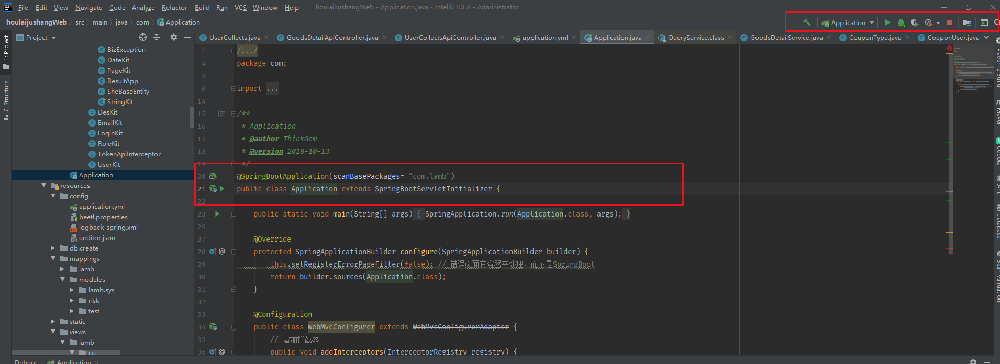 File Edit View Navigate Code Analyze Refactor Build Run VCS Window Help houlaihushangWeb - Application.java - IntelliJ IDEA - Administrator
houlaijushangWeb src main java com Application
Application
Project
UserCollects.java GoodsDetailApiController.java UserCollectsApiController.java application.yml Application.java QueryService.class GoodsDetailService.java CouponType.java CouponUser.java
1: Project
7: Structure
BizException
DateKit
PageKit
ResultApp
SheBaseEntity
StringKit
DesKit
EmailKit
LoginKit
RoleKit
TokenApiInterceptor
UserKit
Application
resources
config
application.yml
beetl.properties
logback-spring.xml
ueditor.json
db.create
mappings
lamb
modules
lamb.sys
risk
test
static
views
lamb
cp
1 /.../
4 package com;
5
6 import ...
14
15 /**
16 * Application
17 * @author ThinkGem
18 * @version 2018-10-13
19 */
20 @SpringBootApplication(scanBasePackages= "com.lamb")
21 public class Application extends SpringBootServletInitializer {
22
23 public static void main(String[] args) { SpringApplication.run(Application.class, args); }
26
27 @Override
28 protected SpringApplicationBuilder configure(SpringApplicationBuilder builder) {
29 this.setRegisterErrorPageFilter(false); // 错误页面有容器来处理，而不是SpringBoot
30 return builder.sources(Application.class);
31 }
32
33 @Configuration
34 public class WebMvcConfigurer extends WebMvcConfigurerAdapter {
35 // 增加拦截器
36 public void addInterceptors(InterceptorRegistry registry) {
Maven
Codota
Ant
Database
Bean Validation
Debug: Application